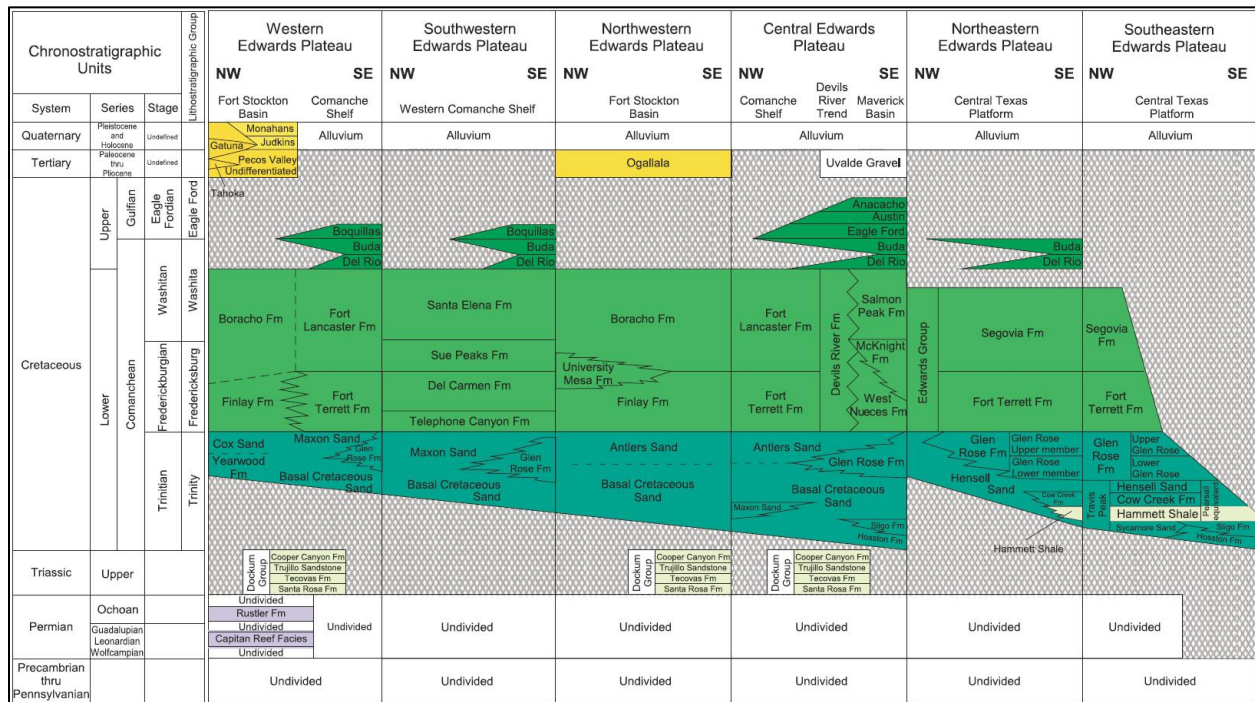 Chronostratigraphic
Units
Lithostratigraphic Group
Western
Edwards Plateau
NW SE
Fort Stockton
Basin
Comanche
Shelf
Southwestern
Edwards Plateau
NW SE
Western Comanche Shelf
Northwestern
Edwards Plateau
NW SE
Fort Stockton
Basin
Central Edwards
Plateau
NW SE
Comanche
Shelf
Devils
River
Trend
Maverick
Basin
Northeastern
Edwards Plateau
NW SE
Central Texas
Platform
Southeastern
Edwards Plateau
NW SE
Central Texas
Platform
System Series Stage
Quaternary
Pleistocene
and
Holocene
Undefined
Monahans
Judkins
Gatuna
Alluvium
Alluvium
Alluvium
Alluvium
Alluvium
Alluvium
Tertiary
Paleocene
thru
Pliocene
Undefined
Pecos Valley
Undifferentiated
Tahoka
Ogallala
Uvalde Gravel
Cretaceous
Upper
Gulfian
Eagle
Fordian
Eagle Ford
Boquillas
Buda
Del Rio
Boquillas
Buda
Del Rio
Anacacho
Austin
Eagle Ford
Buda
Del Rio
Buda
Del Rio
Lower
Comanchean
Washitan
Washita
Boracho Fm
Fort
Lancaster Fm
Santa Elena Fm
Boracho Fm
Fort
Lancaster Fm
Devils River Fm
Salmon
Peak Fm
McKnight
Fm
West
Nueces Fm
Edwards Group
Segovia Fm
Segovia
Fm
Frederickburgian
Fredericksburg
Finlay Fm
Fort
Terrett Fm
Sue Peaks Fm
Del Carmen Fm
Telephone Canyon Fm
University
Mesa Fm
Finlay Fm
Fort
Terrett Fm
Fort Terrett Fm
Fort
Terrett Fm
Trinitian
Trinity
Cox Sand
Yearwood
Fm
Maxon Sand
Glen
Rose Fm
Basal Cretaceous
Sand
Maxon Sand
Glen
Rose Fm
Basal Cretaceous
Sand
Antlers Sand
Basal Cretaceous
Sand
Antlers Sand
Glen Rose Fm
Basal Cretaceous
Sand
Maxon Sand
Sligo Fm
Hosston Fm
Glen
Rose Fm
Glen Rose
Upper member
Glen Rose
Lower member
Hensell
Sand
Cow Creek
Fm
Hammett Shale
Glen
Rose
Fm
Upper
Glen Rose
Lower
Glen Rose
Travis
Peak
Hensell Sand
Cow Creek Fm
Hammett Shale
Pearsall
equivalent
Sycamore Sand
Sligo Fm
Hosston Fm
Triassic
Upper
Dockum
Group
Cooper Canyon Fm
Trujillo Sandstone
Tecovas Fm
Santa Rosa Fm
Dockum
Group
Cooper Canyon Fm
Trujillo Sandstone
Tecovas Fm
Santa Rosa Fm
Dockum
Group
Cooper Canyon Fm
Trujillo Sandstone
Tecovas Fm
Santa Rosa Fm
Permian
Ochoan
Guadalupian
Leonardian
Wolfcampian
Undivided
Rustler Fm
Undivided
Capitan Reef Facies
Undivided
Undivided
Undivided
Undivided
Undivided
Undivided
Undivided
Precambrian
thru
Pennsylvanian
Undivided
Undivided
Undivided
Undivided
Undivided
Undivided